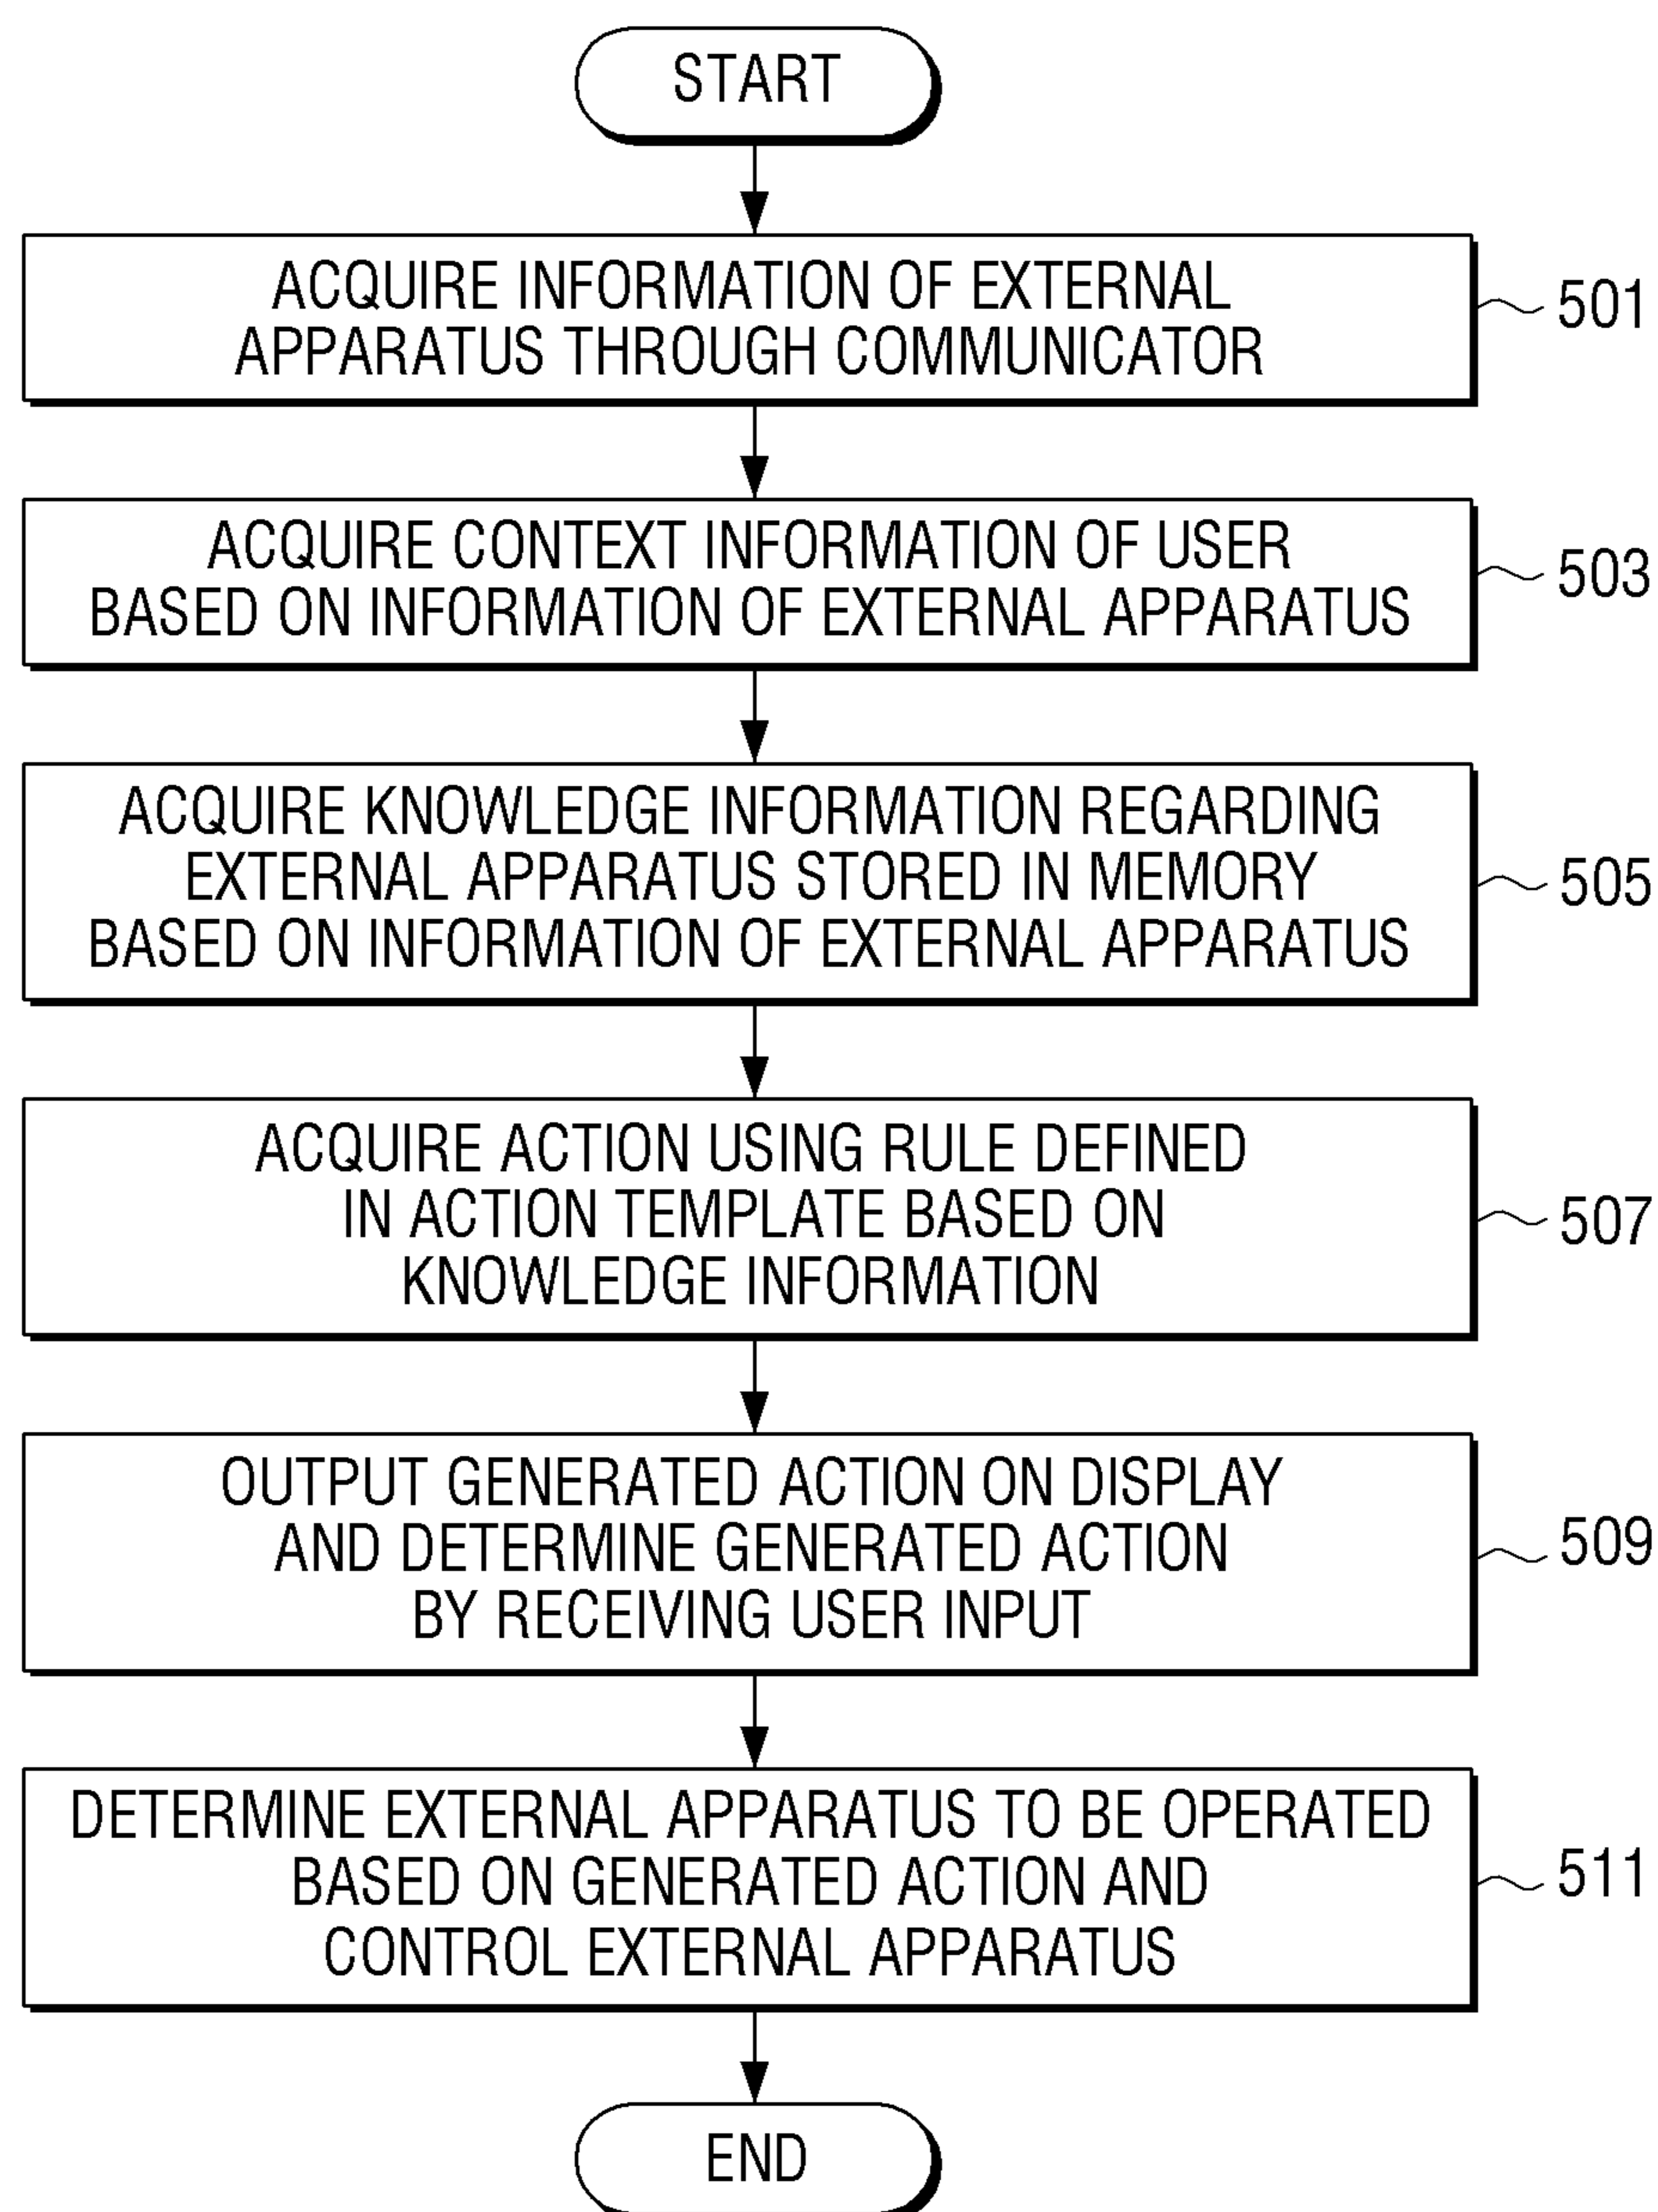 START
ACQUIRE INFORMATION OF EXTERNAL
APPARATUS THROUGH COMMUNICATOR
501
ACQUIRE CONTEXT INFORMATION OF USER
BASED ON INFORMATION OF EXTERNAL APPARATUS
503
ACQUIRE KNOWLEDGE INFORMATION REGARDING
EXTERNAL APPARATUS STORED IN MEMORY
BASED ON INFORMATION OF EXTERNAL APPARATUS
505
ACQUIRE ACTION USING RULE DEFINED
IN ACTION TEMPLATE BASED ON
KNOWLEDGE INFORMATION
507
OUTPUT GENERATED ACTION ON DISPLAY
AND DETERMINE GENERATED ACTION
BY RECEIVING USER INPUT
509
DETERMINE EXTERNAL APPARATUS TO BE OPERATED
BASED ON GENERATED ACTION AND
CONTROL EXTERNAL APPARATUS
511
END